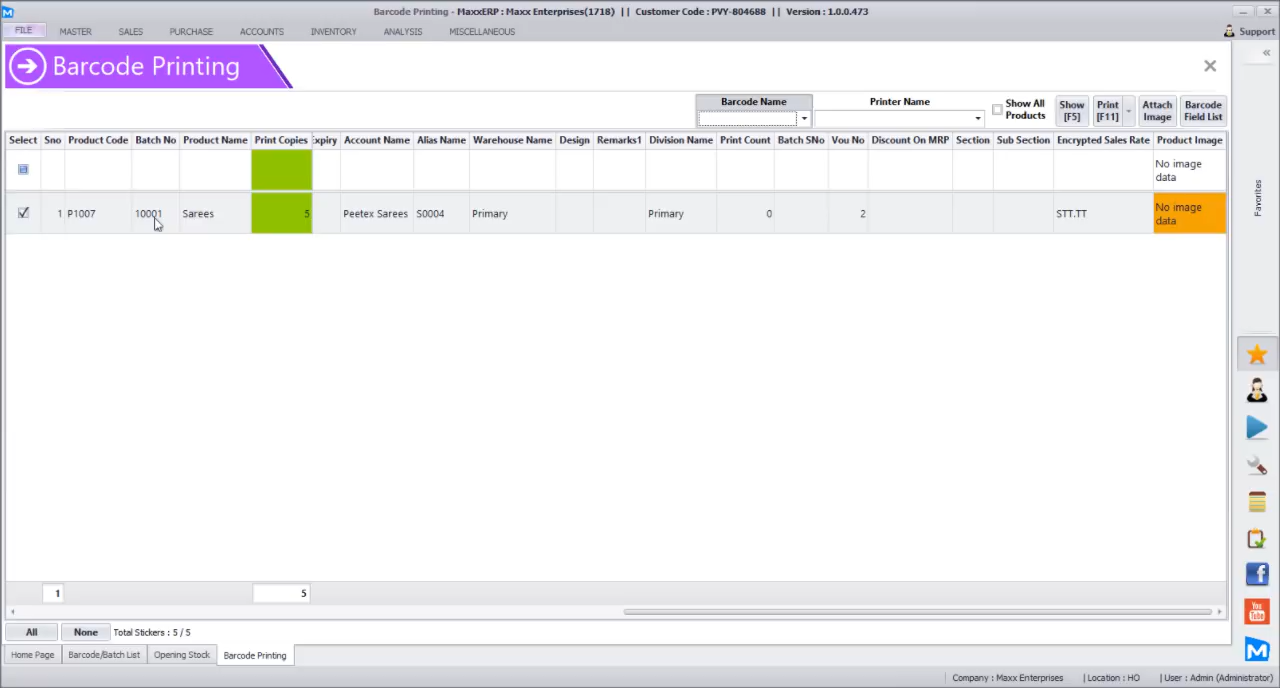 Barcode Printing - MaxxERP : Maxx Enterprises(1718) || Customer Code : PVY-804688 || Version : 1.0.0.473
FILE MASTER SALES PURCHASE ACCOUNTS INVENTORY ANALYSIS MISCELLANEOUS Support
Barcode Printing
Barcode Name Printer Name Show All Products Show [F5] Print [F11] Attach Image Barcode Field List
Select Sno Product Code Batch No Product Name Print Copies xpiry Account Name Alias Name Warehouse Name Design Remarks1 Division Name Print Count Batch SNo Vou No Discount On MRP Section Sub Section Encrypted Sales Rate Product Image
No image data
1 P1007 10001 Sarees 5 Peetex Sarees S0004 Primary Primary 0 2 STT.TT No image data
Favorites
1 5
All None Total Stickers : 5 / 5
Home Page Barcode/Batch List Opening Stock Barcode Printing
Company : Maxx Enterprises | Location : HO | User : Admin (Administrator)
f
You Tube
M